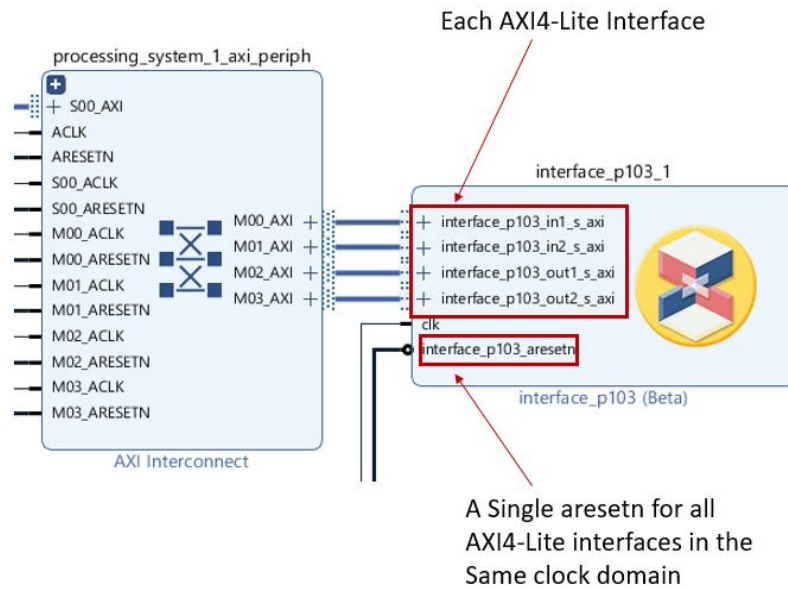 Each AXI4-Lite Interface
processing_system_1_axi_periph
S00_AXI
ACLK
ARESETN
S00_ACLK
S00_ARESETN
M00_ACLK
M00_ARESETN
M01_ACLK
M01_ARESETN
M02_ACLK
M02_ARESETN
M03_ACLK
M03_ARESETN
M00_AXI
M01_AXI
M02_AXI
M03_AXI
AXI Interconnect
interface_p103_1
interface_p103_in1_s_axi
interface_p103_in2_s_axi
interface_p103_out1_s_axi
interface_p103_out2_s_axi
clk
interface_p103_aresetn
interface_p103 (Beta)
A Single aresetn for all
AXI4-Lite interfaces in the
Same clock domain